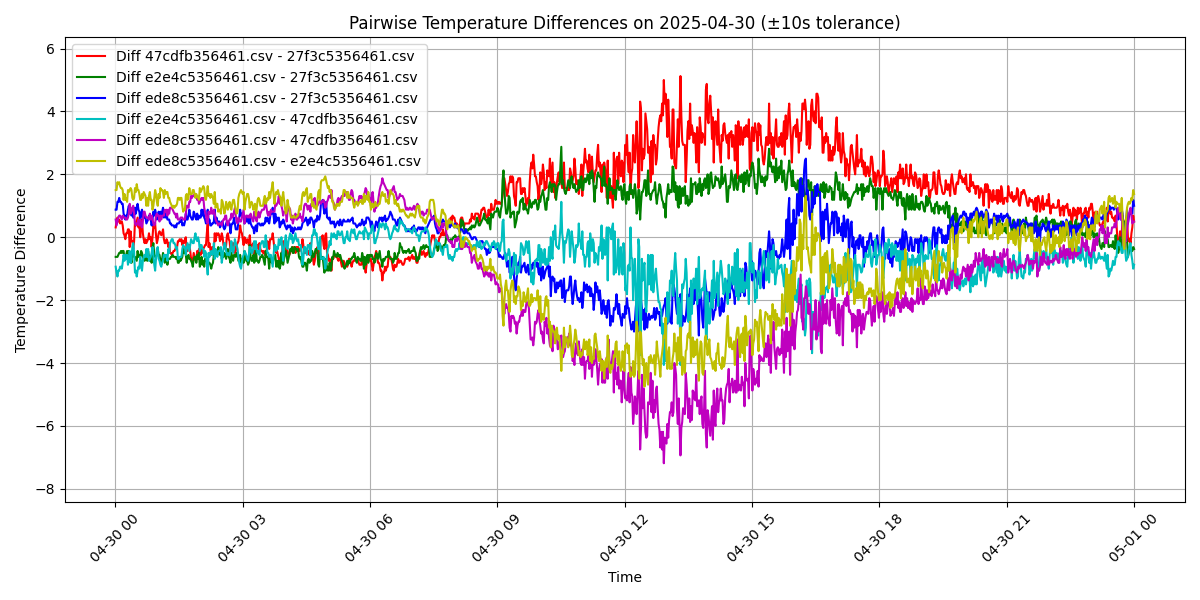 Pairwise Temperature Differences on 2025-04-30 (±10s tolerance)
Diff 47cdfb356461.csv - 27f3c5356461.csv
Diff e2e4c5356461.csv - 27f3c5356461.csv
Diff ede8c5356461.csv - 27f3c5356461.csv
Diff e2e4c5356461.csv - 47cdfb356461.csv
Diff ede8c5356461.csv - 47cdfb356461.csv
Diff ede8c5356461.csv - e2e4c5356461.csv
Temperature Difference
6
4
2
0
−2
−4
−6
−8
04-30 00
04-30 03
04-30 06
04-30 09
04-30 12
04-30 15
04-30 18
04-30 21
05-01 00
Time